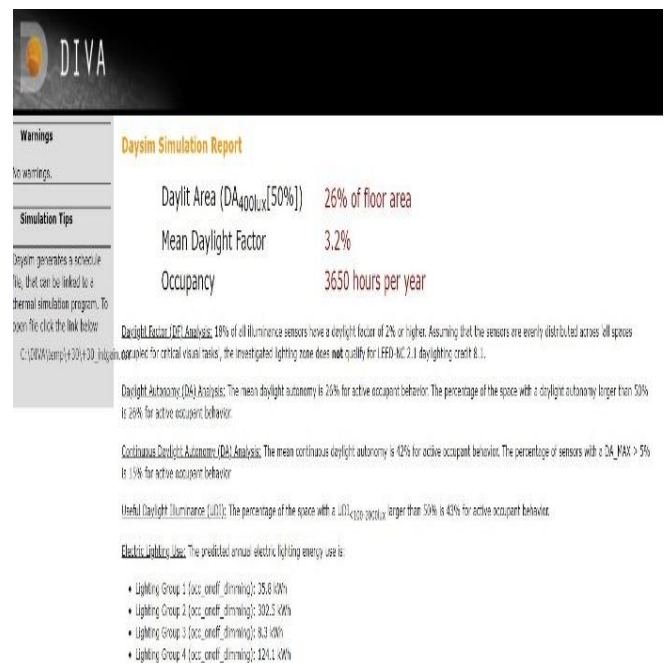 DIVA
Warnings
No warnings.
Simulation Tips
Daysim generates a schedule
file, that can be linked to a
thermal simulation program. To
open file click the link below
C:\DIVA\temp\+30\+30_intgain.csv
Daysim Simulation Report
Daylit Area (DA400lux[50%]) 26% of floor area
Mean Daylight Factor 3.2%
Occupancy 3650 hours per year
Daylight Factor (DF) Analysis: 18% of all illuminance sensors have a daylight factor of 2% or higher. Assuming that the sensors are evenly distributed across 'all spaces
occupied for critical visual tasks', the investigated lighting zone does not qualify for LEED-NC 2.1 daylighting credit 8.1.
Daylight Autonomy (DA) Analysis: The mean daylight autonomy is 26% for active occupant behavior. The percentage of the space with a daylight autonomy larger than 50%
is 26% for active occupant behavior.
Continuous Daylight Autonomy (DA) Analysis: The mean continuous daylight autonomy is 42% for active occupant behavior. The percentage of sensors with a DA_MAX > 5%
is 15% for active occupant behavior
Useful Daylight Illuminance (UDI): The percentage of the space with a UDI<100-2000lux larger than 50% is 43% for active occupant behavior.
Electric Lighting Use: The predicted annual electric lighting energy use is:
• Lighting Group 1 (occ_onoff_dimming): 35.8 kWh
• Lighting Group 2 (occ_onoff_dimming): 302.5 kWh
• Lighting Group 3 (occ_onoff_dimming): 8.3 kWh
• Lighting Group 4 (occ_onoff_dimming): 124.1 kWh